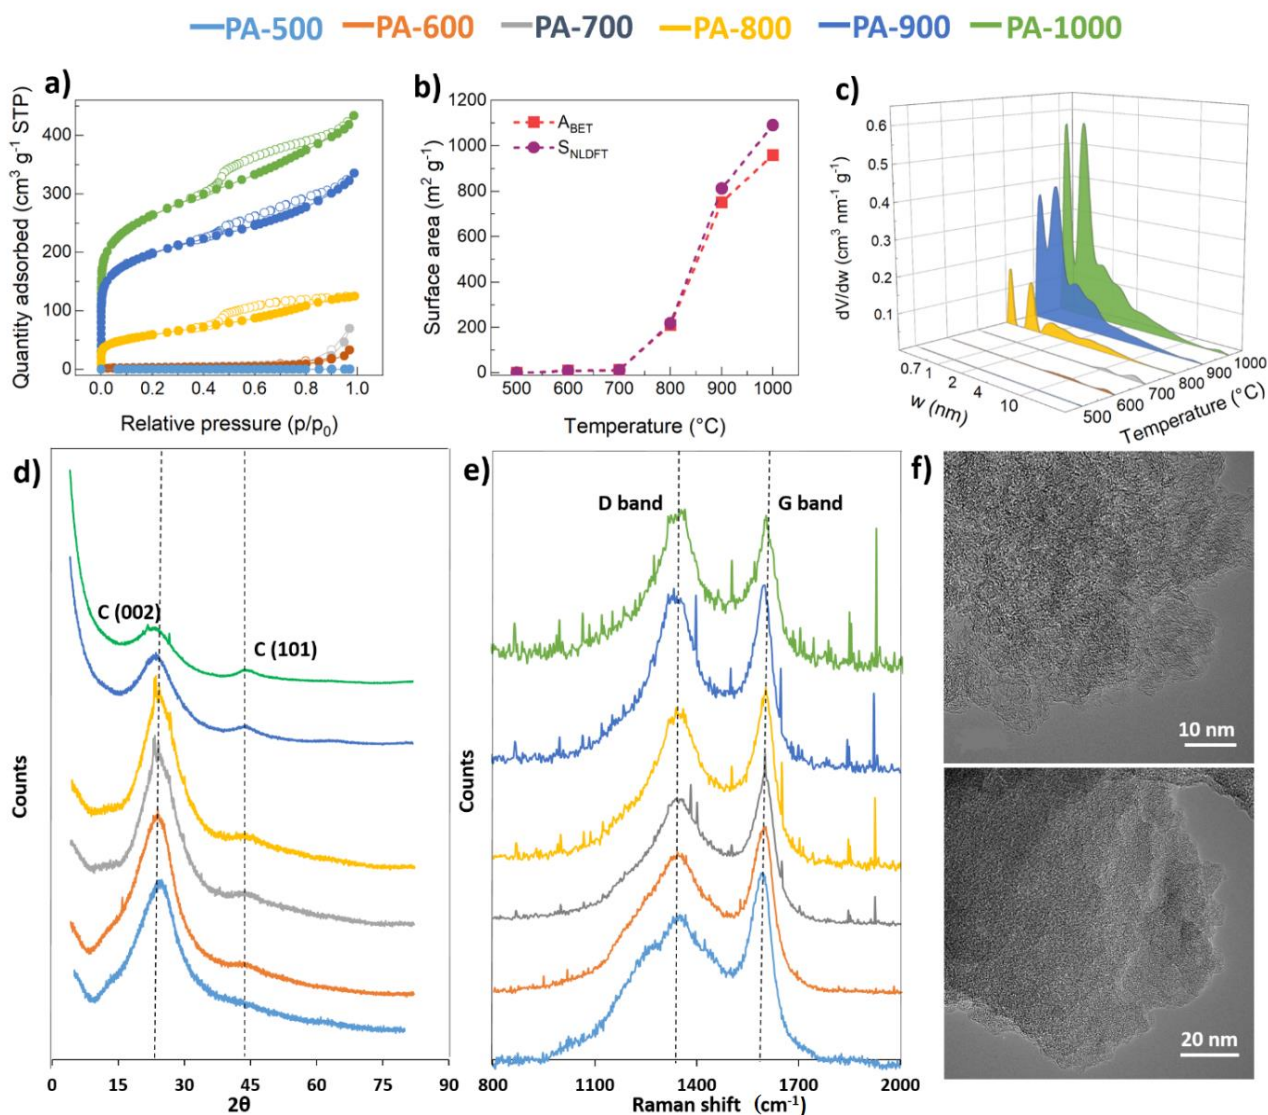 PA-500 PA-600 PA-700 PA-800 PA-900 PA-1000
a)
Quantity adsorbed (cm³ g⁻¹ STP)
400
300
200
100
0
0.0 0.2 0.4 0.6 0.8 1.0
Relative pressure (p/p₀)
b)
Surface area (m² g⁻¹)
1200
1000
800
600
400
200
0
A_BET
S_NLDFT
500 600 700 800 900 1000
Temperature (°C)
c)
dV/dw (cm³ nm⁻¹ g⁻¹)
0.6
0.5
0.4
0.3
0.2
0.1
0.7 1 2 4 10
w (nm)
500 600 700 800 900 1000
Temperature (°C)
d)
C (002)
C (101)
Counts
0 15 30 45 60 75 90
2θ
e)
D band
G band
Counts
800 1100 1400 1700 2000
Raman shift (cm⁻¹)
f)
10 nm
20 nm